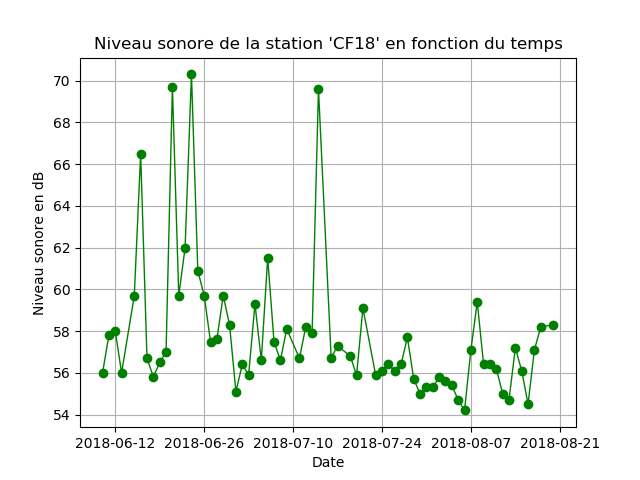 Niveau sonore de la station 'CF18' en fonction du temps
Niveau sonore en dB
70
68
66
64
62
60
58
56
54
2018-06-12 2018-06-26 2018-07-10 2018-07-24 2018-08-07 2018-08-21
Date